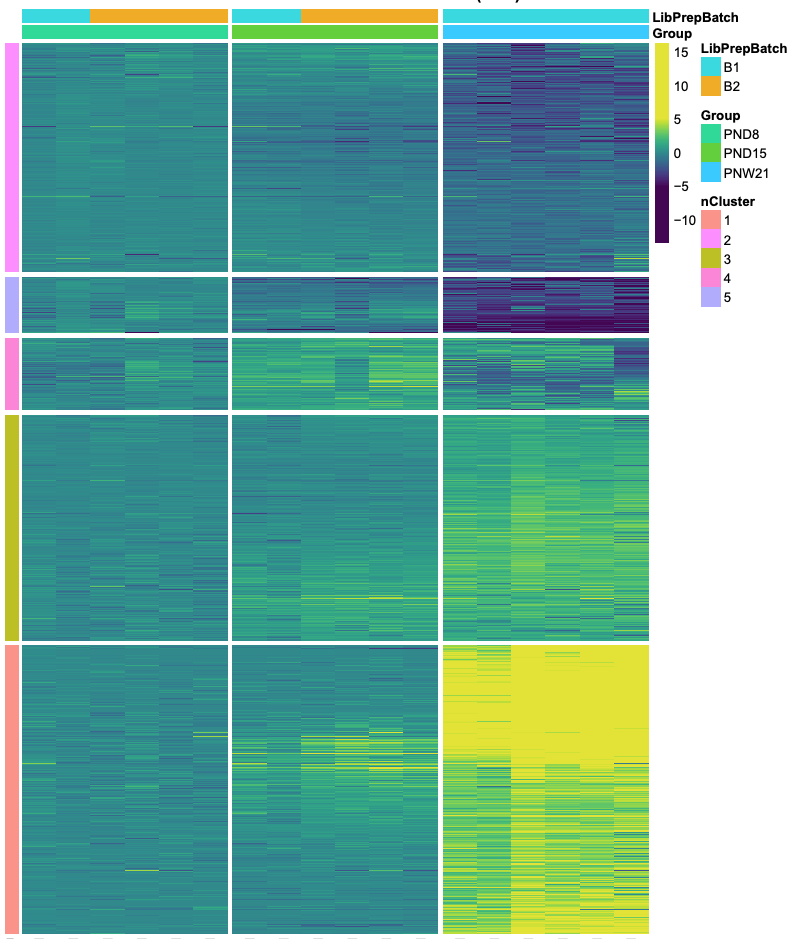 LibPrepBatch
Group
15
10
5
0
−5
−10
LibPrepBatch
B1
B2
Group
PND8
PND15
PNW21
nCluster
1
2
3
4
5